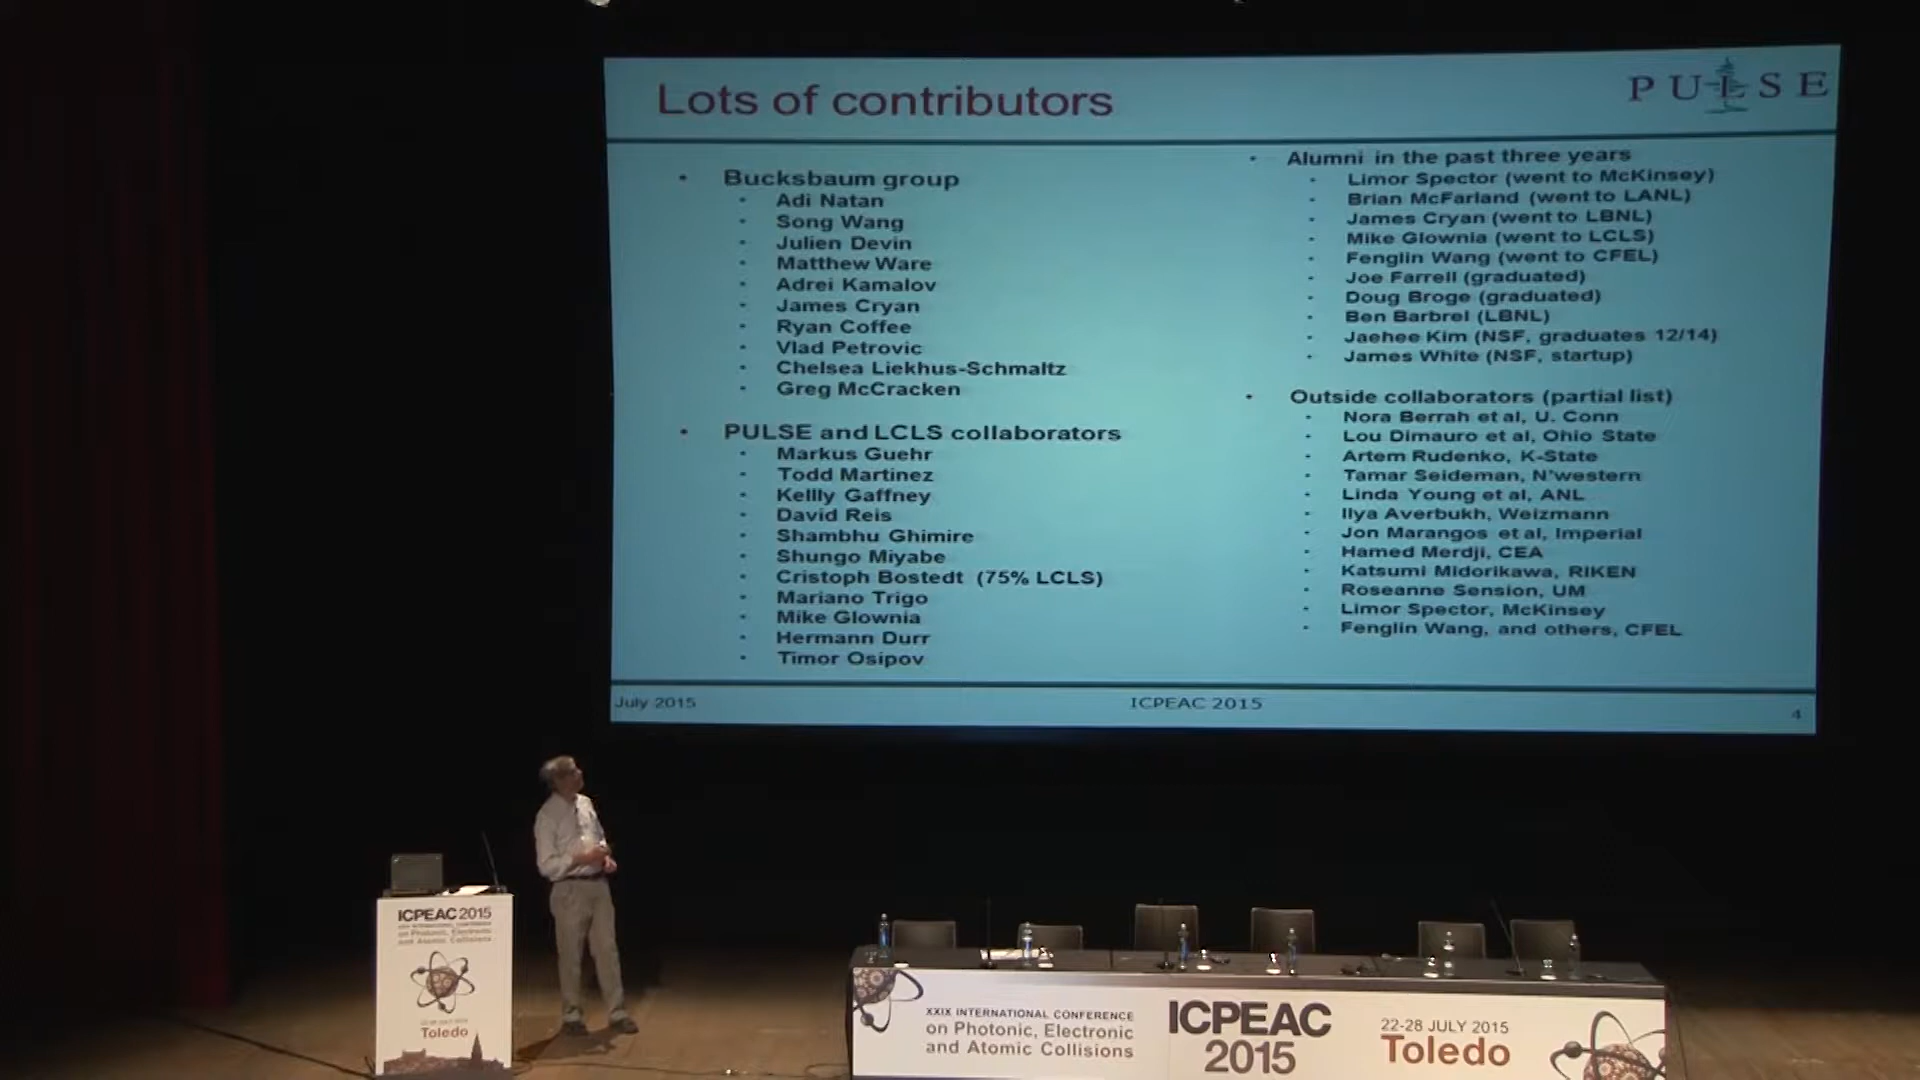 Lots of contributors
PULSE
Bucksbaum group
Adi Natan
Song Wang
Julien Devin
Matthew Ware
Adrei Kamalov
James Cryan
Ryan Coffee
Vlad Petrovic
Chelsea Liekhus-Schmaltz
Greg McCracken
PULSE and LCLS collaborators
Markus Guehr
Todd Martinez
Kellly Gaffney
David Reis
Shambhu Ghimire
Shungo Miyabe
Cristoph Bostedt (75% LCLS)
Mariano Trigo
Mike Glownia
Hermann Durr
Timor Osipov
Alumni in the past three years
Limor Spector (went to McKinsey)
Brian McFarland (went to LANL)
James Cryan (went to LBNL)
Mike Glownia (went to LCLS)
Fenglin Wang (went to CFEL)
Joe Farrell (graduated)
Doug Broge (graduated)
Ben Barbrel (LBNL)
Jaehee Kim (NSF, graduates 12/14)
James White (NSF, startup)
Outside collaborators (partial list)
Nora Berrah et al, U. Conn
Lou Dimauro et al, Ohio State
Artem Rudenko, K-State
Tamar Seideman, N'western
Linda Young et al, ANL
Ilya Averbukh, Weizmann
Jon Marangos et al, Imperial
Hamed Merdji, CEA
Katsumi Midorikawa, RIKEN
Roseanne Sension, UM
Limor Spector, McKinsey
Fenglin Wang, and others, CFEL
July 2015
ICPEAC 2015
4
ICPEAC 2015
on Photonic, Electronic
and Atomic Collisions
Toledo
XXIX INTERNATIONAL CONFERENCE
on Photonic, Electronic
and Atomic Collisions
ICPEAC
2015
22-28 JULY 2015
Toledo